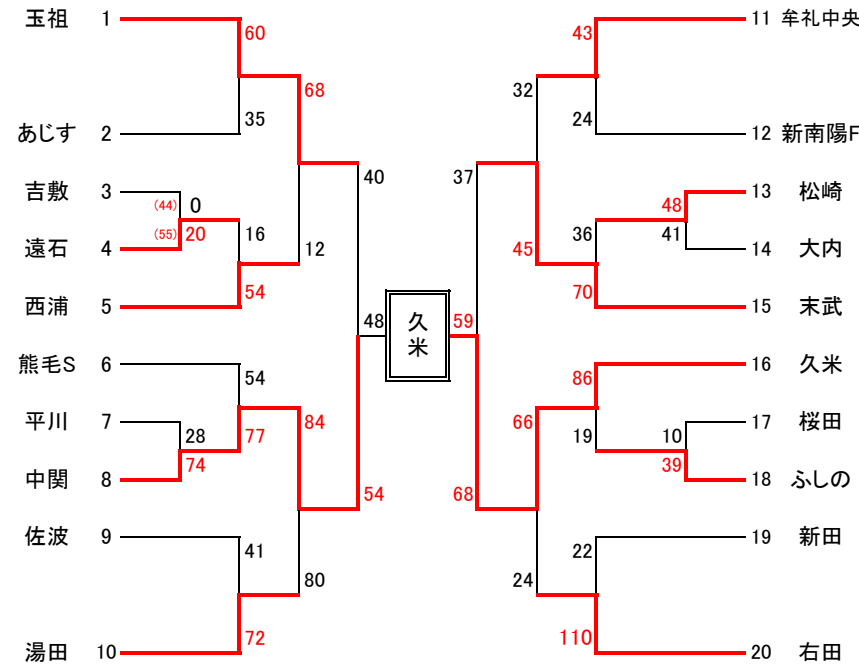 玉祖 1 60 43 11 牟礼中央
68 32
あじす 2 35 24 12 新南陽F
吉敷 3 40 37 13 松崎
(44) 0 48
遠石 4 (55) 20 16 12 45 36 41 14 大内
西浦 5 54 70 15 末武
48 久米 59
熊毛S 6 54 86 16 久米
平川 7 28 77 84 66 19 10 17 桜田
中関 8 74 54 68 39 18 ふしの
佐波 9 41 22 19 新田
80 24
湯田 10 72 110 20 右田